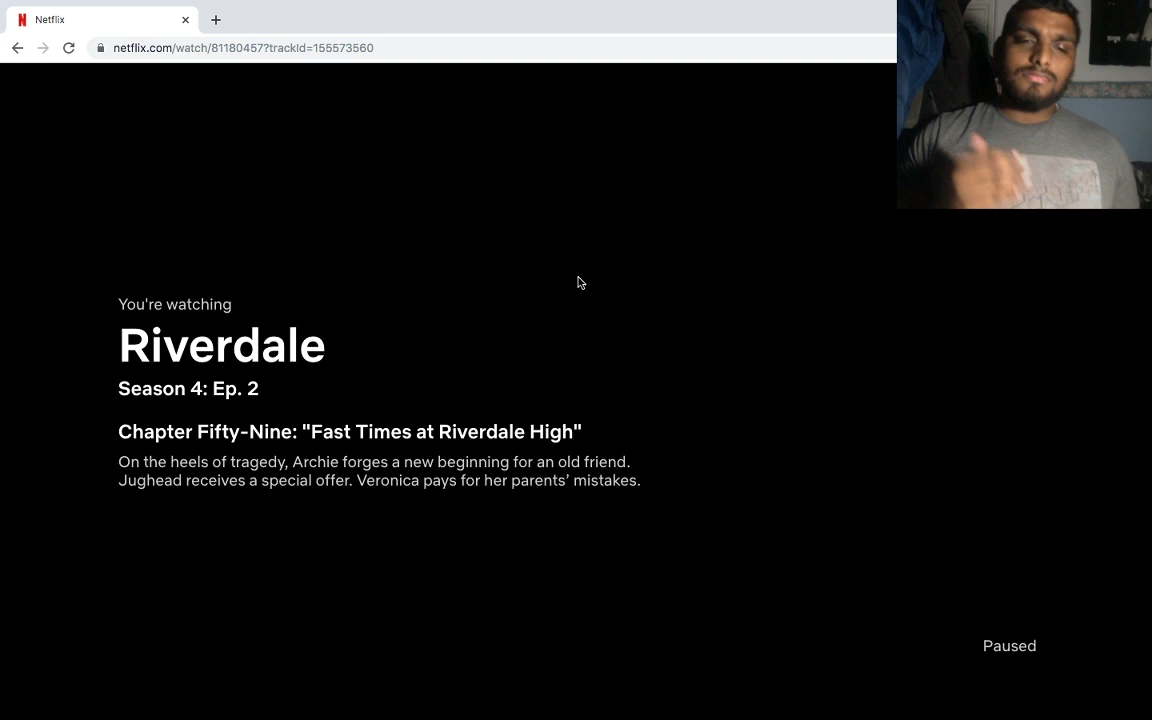 Netflix
netflix.com/watch/81180457?trackId=155573560
You're watching
Riverdale
Season 4: Ep. 2
Chapter Fifty-Nine: "Fast Times at Riverdale High"
On the heels of tragedy, Archie forges a new beginning for an old friend.
Jughead receives a special offer. Veronica pays for her parents’ mistakes.
Paused